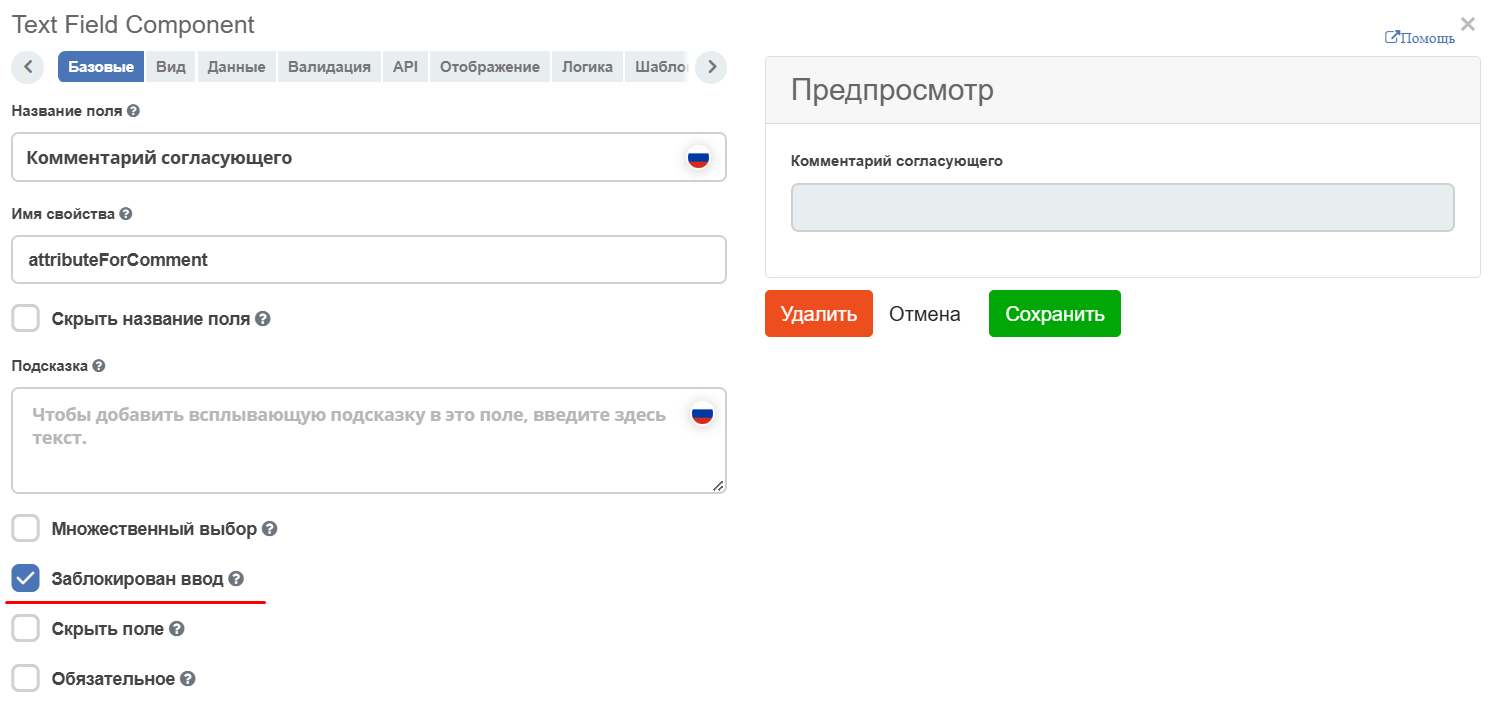 Text Field Component
Помощь
Базовые Вид Данные Валидация API Отображение Логика Шабло
Название поля
Комментарий согласующего
Имя свойства
attributeForComment
Скрыть название поля
Подсказка
Чтобы добавить всплывающую подсказку в это поле, введите здесь
текст.
Множественный выбор
Заблокирован ввод
Скрыть поле
Обязательное
Предпросмотр
Комментарий согласующего
Удалить Отмена Сохранить